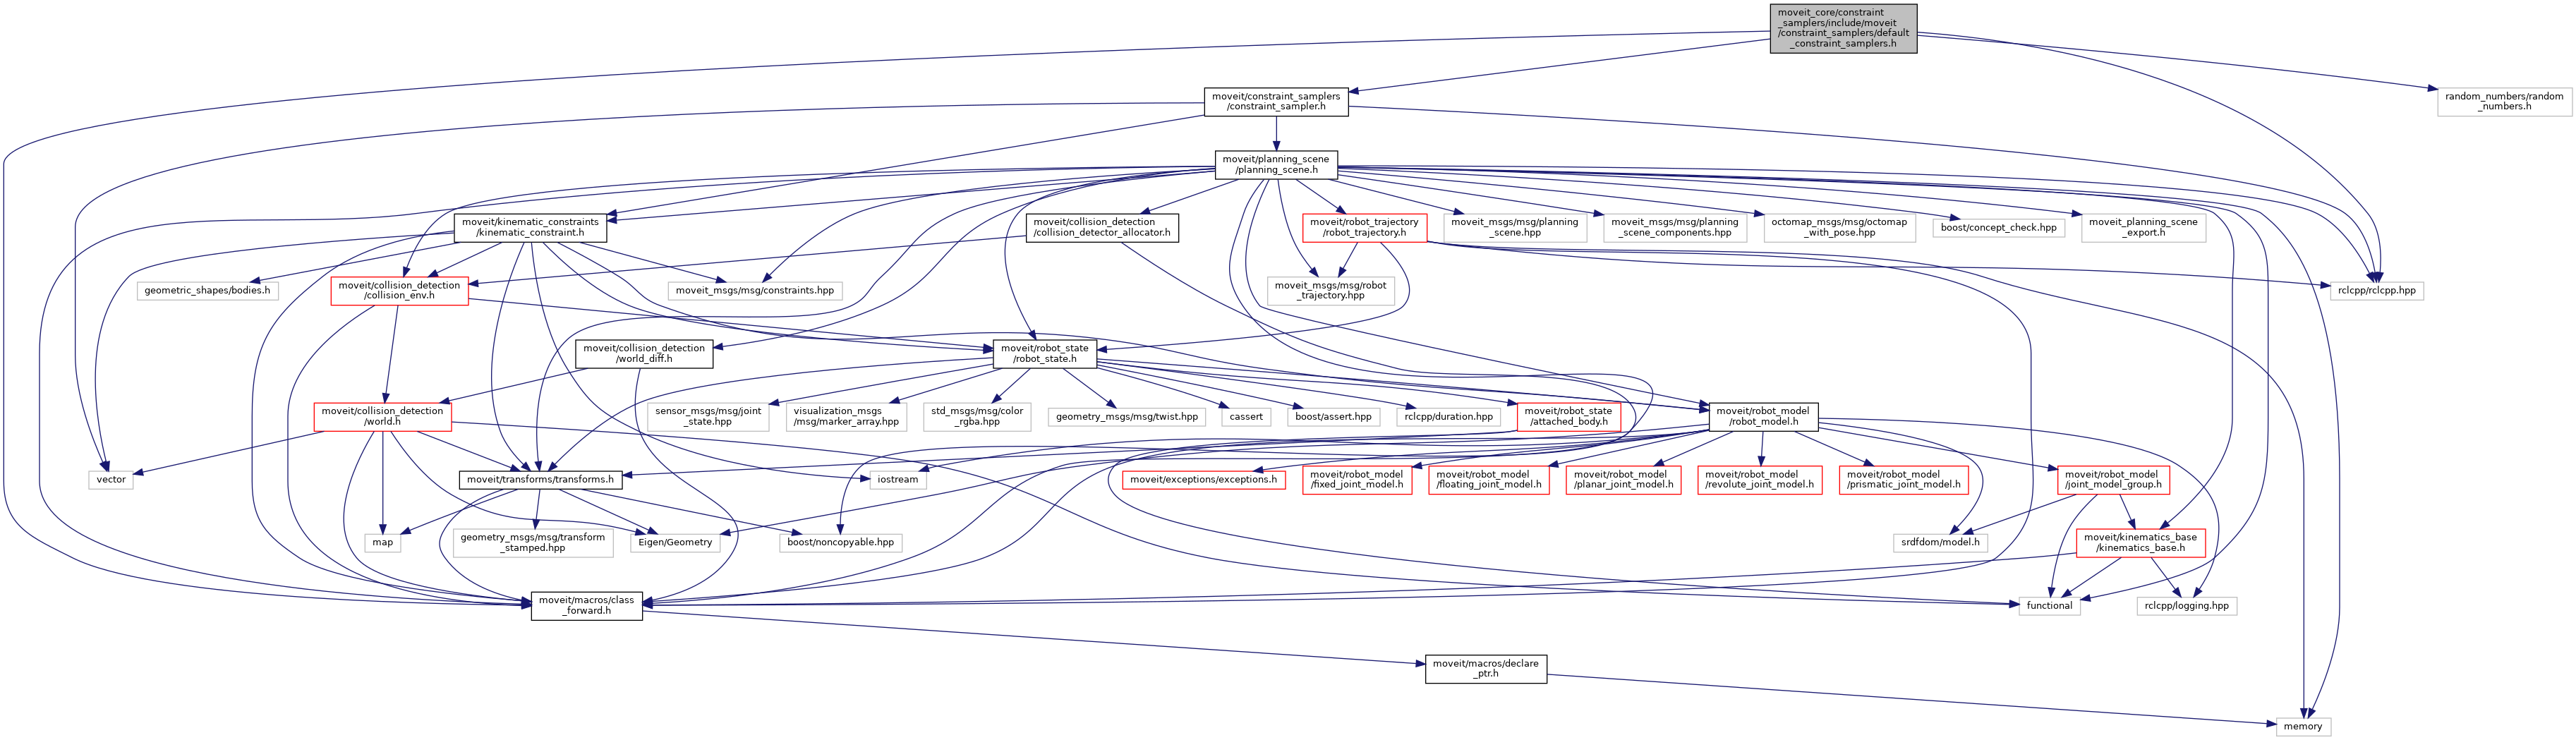 moveit_core/constraint
_samplers/include/moveit
/constraint_samplers/default
_constraint_samplers.h
moveit/constraint_samplers
/constraint_sampler.h
random_numbers/random
_numbers.h
moveit/planning_scene
/planning_scene.h
moveit/kinematic_constraints
/kinematic_constraint.h
moveit/collision_detection
/collision_detector_allocator.h
moveit/robot_trajectory
/robot_trajectory.h
moveit_msgs/msg/planning
_scene.hpp
moveit_msgs/msg/planning
_scene_components.hpp
octomap_msgs/msg/octomap
_with_pose.hpp
boost/concept_check.hpp
moveit_planning_scene
_export.h
geometric_shapes/bodies.h
moveit/collision_detection
/collision_env.h
moveit_msgs/msg/constraints.hpp
moveit_msgs/msg/robot
_trajectory.hpp
rclcpp/rclcpp.hpp
moveit/collision_detection
/world_diff.h
moveit/robot_state
/robot_state.h
moveit/collision_detection
/world.h
sensor_msgs/msg/joint
_state.hpp
visualization_msgs
/msg/marker_array.hpp
std_msgs/msg/color
_rgba.hpp
geometry_msgs/msg/twist.hpp
cassert
boost/assert.hpp
rclcpp/duration.hpp
moveit/robot_state
/attached_body.h
moveit/robot_model
/robot_model.h
vector
moveit/transforms/transforms.h
iostream
moveit/exceptions/exceptions.h
moveit/robot_model
/fixed_joint_model.h
moveit/robot_model
/floating_joint_model.h
moveit/robot_model
/planar_joint_model.h
moveit/robot_model
/revolute_joint_model.h
moveit/robot_model
/prismatic_joint_model.h
moveit/robot_model
/joint_model_group.h
map
geometry_msgs/msg/transform
_stamped.hpp
Eigen/Geometry
boost/noncopyable.hpp
srdfdom/model.h
moveit/kinematics_base
/kinematics_base.h
moveit/macros/class
_forward.h
functional
rclcpp/logging.hpp
moveit/macros/declare
_ptr.h
memory